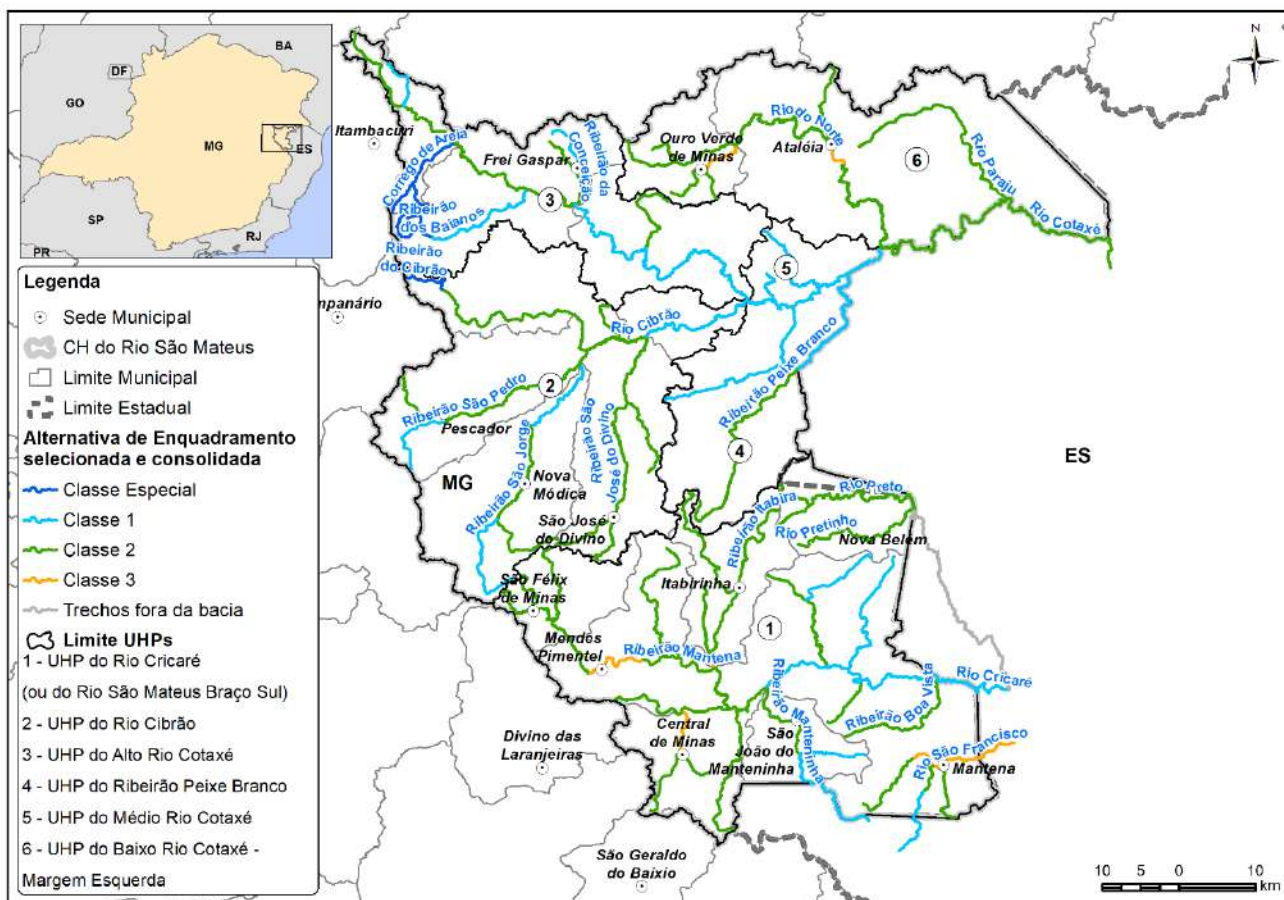 BA
DF
GO
MG
ES
SP
RJ
PR
N
Legenda
Sede Municipal
CH do Rio São Mateus
Limite Municipal
Limite Estadual
Alternativa de Enquadramento
selecionada e consolidada
Classe Especial
Classe 1
Classe 2
Classe 3
Trechos fora da bacia
Limite UHPs
1 - UHP do Rio Cricaré
(ou do Rio São Mateus Braço Sul)
2 - UHP do Rio Cibrão
3 - UHP do Alto Rio Cotaxé
4 - UHP do Ribeirão Peixe Branco
5 - UHP do Médio Rio Cotaxé
6 - UHP do Baixo Rio Cotaxé -
Margem Esquerda
Itambacuri
Córrego de Areia
Frei Gaspar
Ribeirão da
Conceição
Ouro Verde
de Minas
Rio do Norte
Ataléia
6
Rio Paraju
Rio Cotaxé
Ribeirão
dos Baianos
3
Ribeirão
do Cibrão
5
mpanário
Rio Cibrão
Ribeirão Peixe Branco
2
Ribeirão São Pedro
Pescador
Ribeirão São
José do Divino
4
MG
ES
Ribeirão São Jorge
Nova
Módica
São José
do Divino
Ribeirão Itabira
Rio Preto
Rio Pretinho
Nova Belém
São Félix
de Minas
Itabirinha
1
Mendes
Pimentel
Ribeirão Mantena
Ribeirão Manteninha
Rio Cricaré
Ribeirão Boa Vista
Divino das
Laranjeiras
Central
de Minas
São
João do
Manteninha
Rio São Francisco
Mantena
São Geraldo
do Baixio
10 5 0 10
km